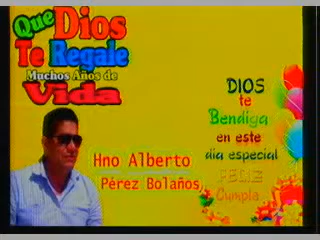 Que Dios
Te Regale
Muchos Años de
Vida
DIOS
te
Bendiga
en este
dia especial
FELIZ
Cumple
Hno Alberto
Pérez Bolaños